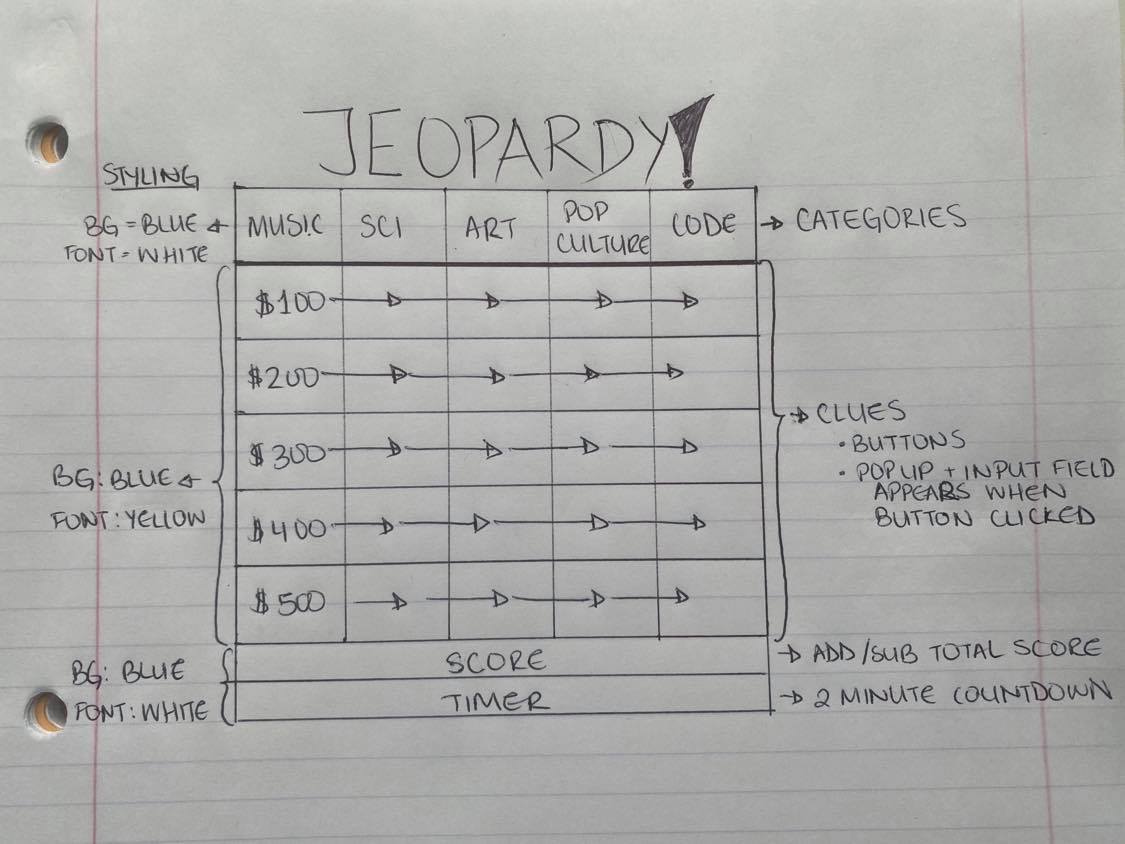 JEOPARDY!
STYLING
BG = BLUE
FONT = WHITE
MUSIC SCI ART POP CULTURE CODE
CATEGORIES
$100
$200
$300
$400
$500
BG: BLUE
FONT: YELLOW
CLUES
• BUTTONS
• POP UP + INPUT FIELD
APPEARS WHEN
BUTTON CLICKED
BG: BLUE
FONT: WHITE
SCORE
ADD/SUB TOTAL SCORE
TIMER
2 MINUTE COUNTDOWN